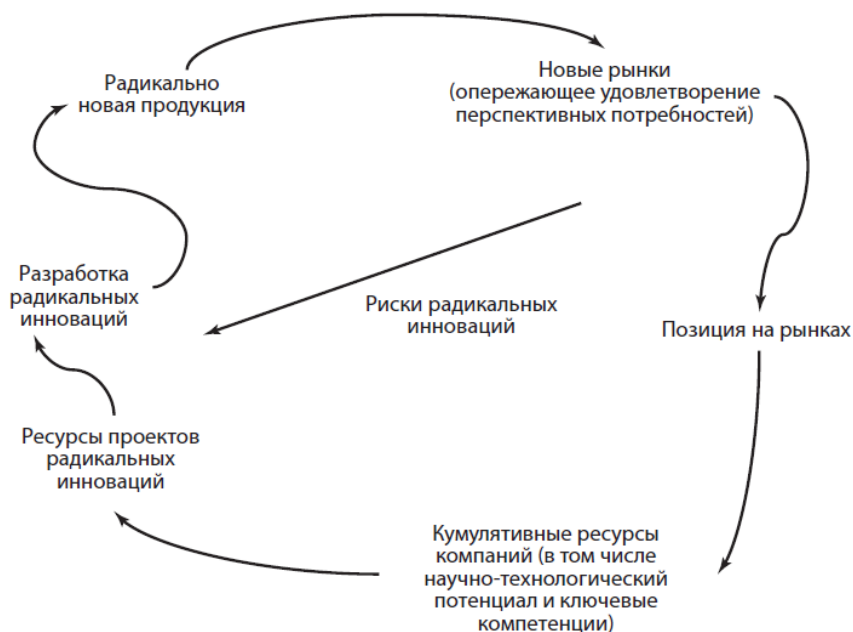 Радикально
новая продукция
Новые рынки
(опережающее удовлетворение
перспективных потребностей)
Разработка
радикальных
инноваций
Риски радикальных
инноваций
Позиция на рынках
Ресурсы проектов
радикальных
инноваций
Кумулятивные ресурсы
компаний (в том числе
научно-технологический
потенциал и ключевые
компетенции)